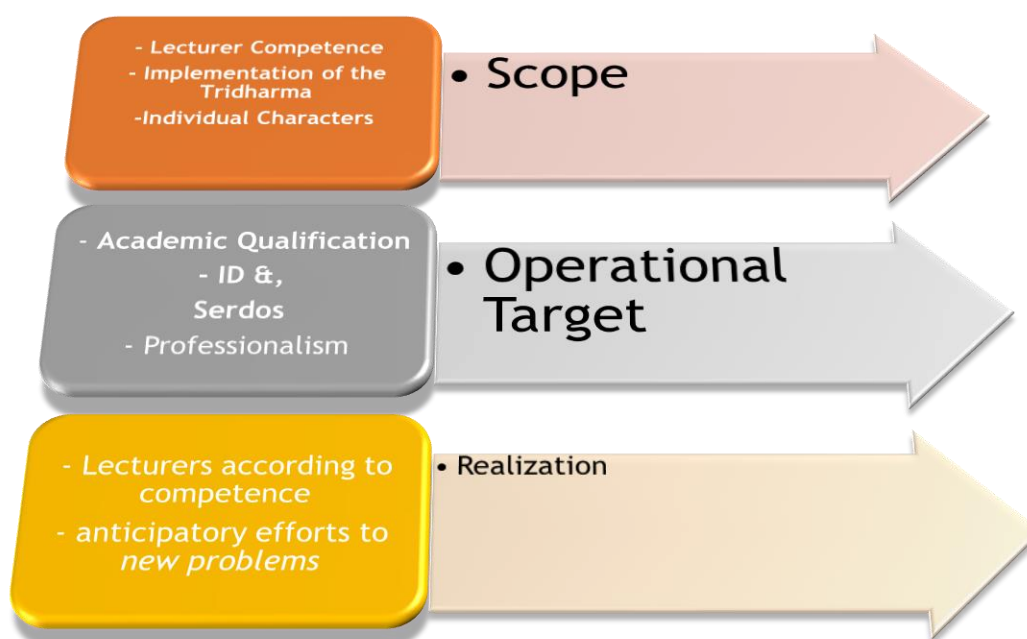 - Lecturer Competence
- Implementation of the
Tridharma
-Individual Characters
• Scope
- Academic Qualification
- ID &,
Serdos
- Professionalism
• Operational
Target
- Lecturers according to
competence
- anticipatory efforts to
new problems
• Realization